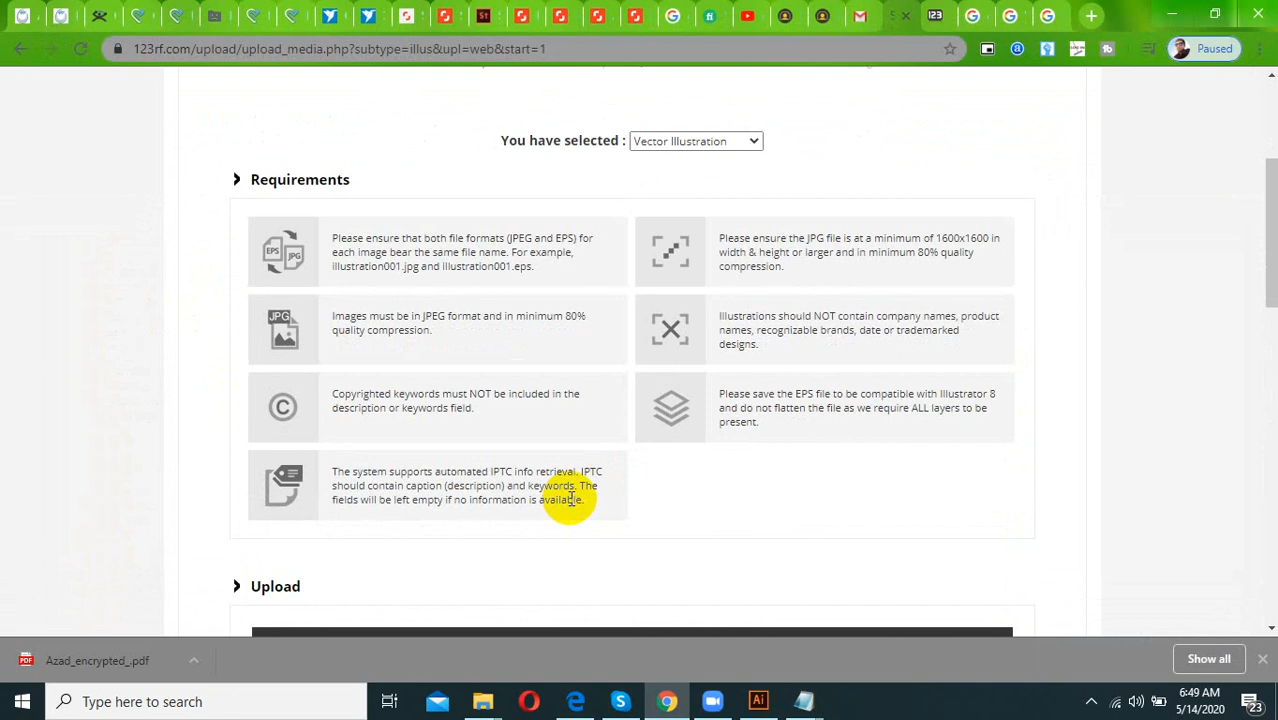 123
Paused
123rf.com/upload/upload_media.php?subtype=illus&upl=web&start=1
You have selected :
Vector Illustration
Requirements
EPS
JPG
Please ensure that both file formats (JPEG and EPS) for
each image bear the same file name. For example,
illustration001.jpg and illustration001.eps.
Please ensure the JPG file is at a minimum of 1600x1600 in
width & height or larger and in minimum 80% quality
compression.
JPG
Images must be in JPEG format and in minimum 80%
quality compression.
Illustrations should NOT contain company names, product
names, recognizable brands, date or trademarked
designs.
Copyrighted keywords must NOT be included in the
description or keywords field.
Please save the EPS file to be compatible with Illustrator 8
and do not flatten the file as we require ALL layers to be
present.
The system supports automated IPTC info retrieval. IPTC
should contain caption (description) and keywords. The
fields will be left empty if no information is available.
Upload
PDF
Azad_encrypted_.pdf
Show all
Type here to search
Ai
6:49 AM
5/14/2020
23